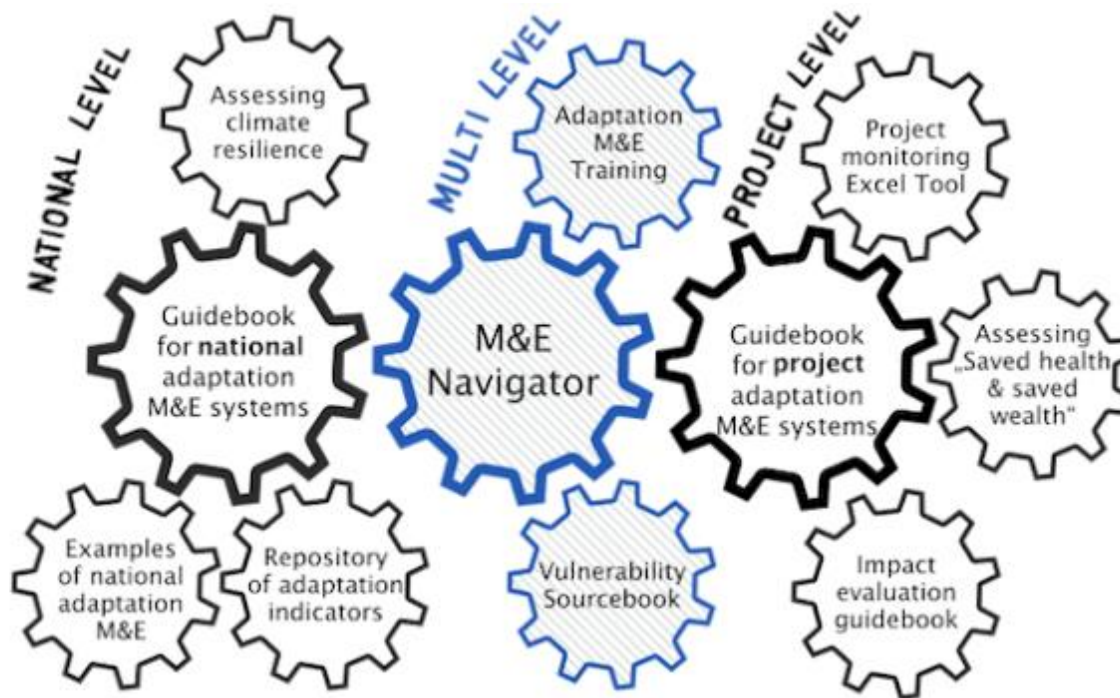 NATIONAL LEVEL
Assessing
climate
resilience
Guidebook
for national
adaptation
M&E systems
Examples
of national
adaptation
M&E
Repository
of adaptation
indicators
MULTI LEVEL
Adaptation
M&E
Training
M&E
Navigator
Vulnerability
Sourcebook
PROJECT LEVEL
Project
monitoring
Excel Tool
Guidebook
for project
adaptation
M&E systems
Assessing
„Saved health
& saved
wealth“
Impact
evaluation
guidebook